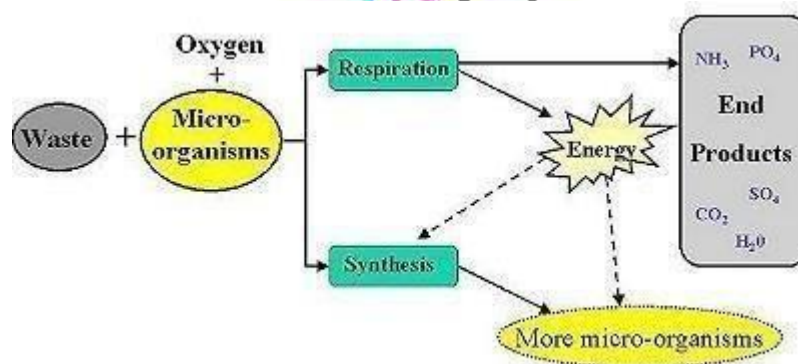 Oxygen
+
Waste
+
Micro-
organisms
Respiration
Energy
Synthesis
More micro-organisms
NH₃ PO₄
End
Products
SO₄
CO₂
H₂0